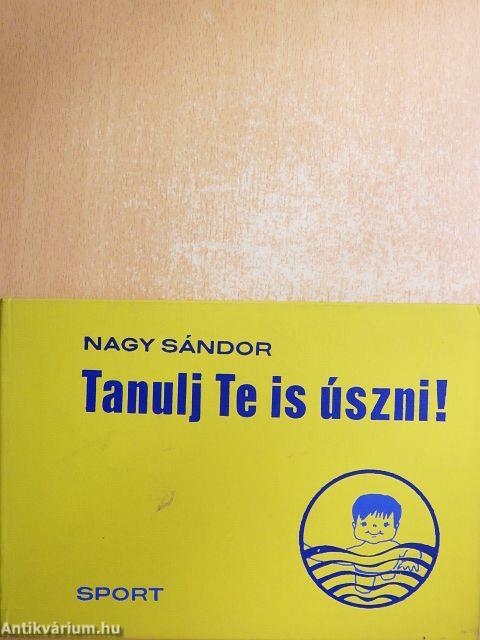 NAGY SÁNDOR
Tanulj Te is úszni!
SPORT
Antikvárium.hu